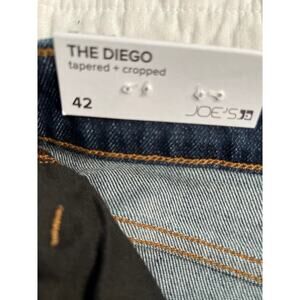 THE DIEGO
tapered + cropped
42
JOE'S